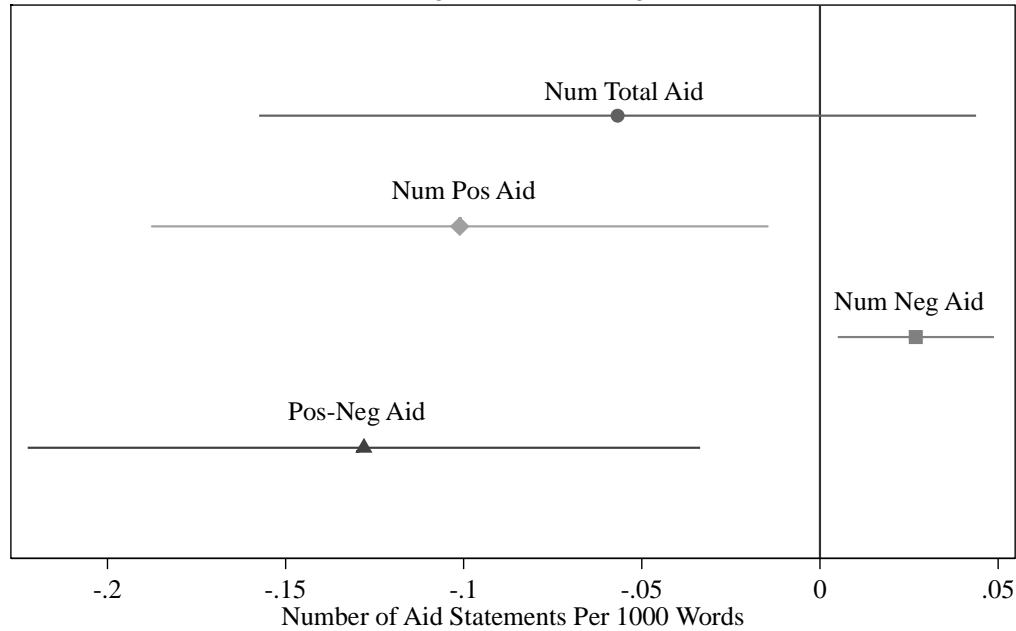 Num Total Aid
Num Pos Aid
Num Neg Aid
Pos-Neg Aid
-.2 -.15 -.1 -.05 0 .05
Number of Aid Statements Per 1000 Words